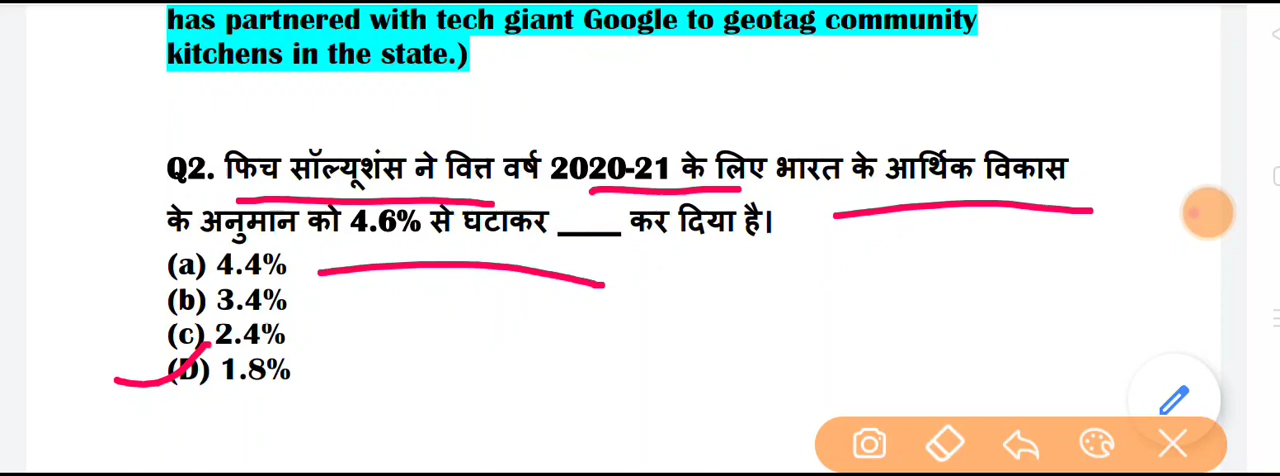 has partnered with tech giant Google to geotag community
kitchens in the state.)
Q2. फिच सॉल्यूशंस ने वित्त वर्ष 2020-21 के लिए भारत के आर्थिक विकास
के अनुमान को 4.6% से घटाकर _____ कर दिया है।
(a) 4.4%
(b) 3.4%
(c) 2.4%
(D) 1.8%